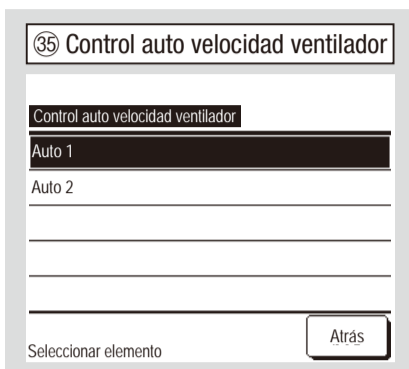 ㉟ Control auto velocidad ventilador
Control auto velocidad ventilador
Auto 1
Auto 2
Seleccionar elemento
Atrás